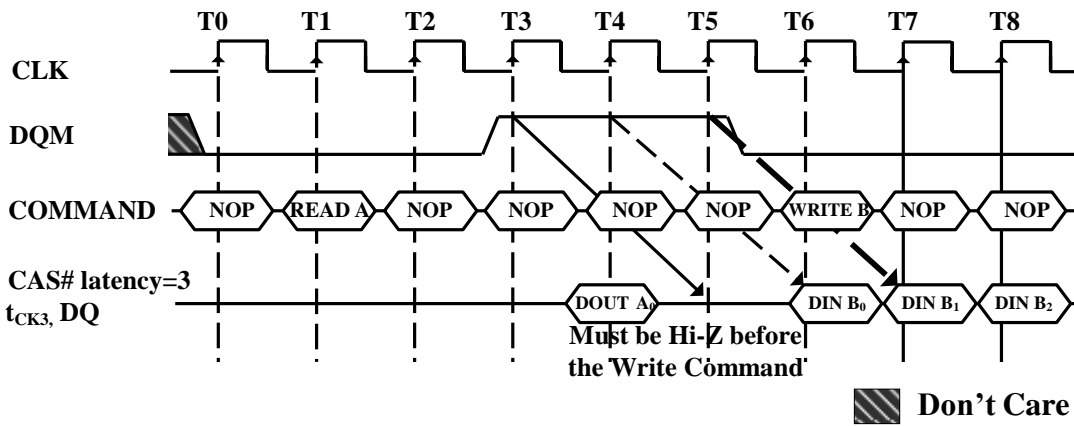 T0 T1 T2 T3 T4 T5 T6 T7 T8
CLK
DQM
COMMAND NOP READ A NOP NOP NOP NOP WRITE B NOP NOP
CAS# latency=3
tCK3, DQ DOUT A0 DIN B0 DIN B1 DIN B2
Must be Hi-Z before
the Write Command
Don't Care